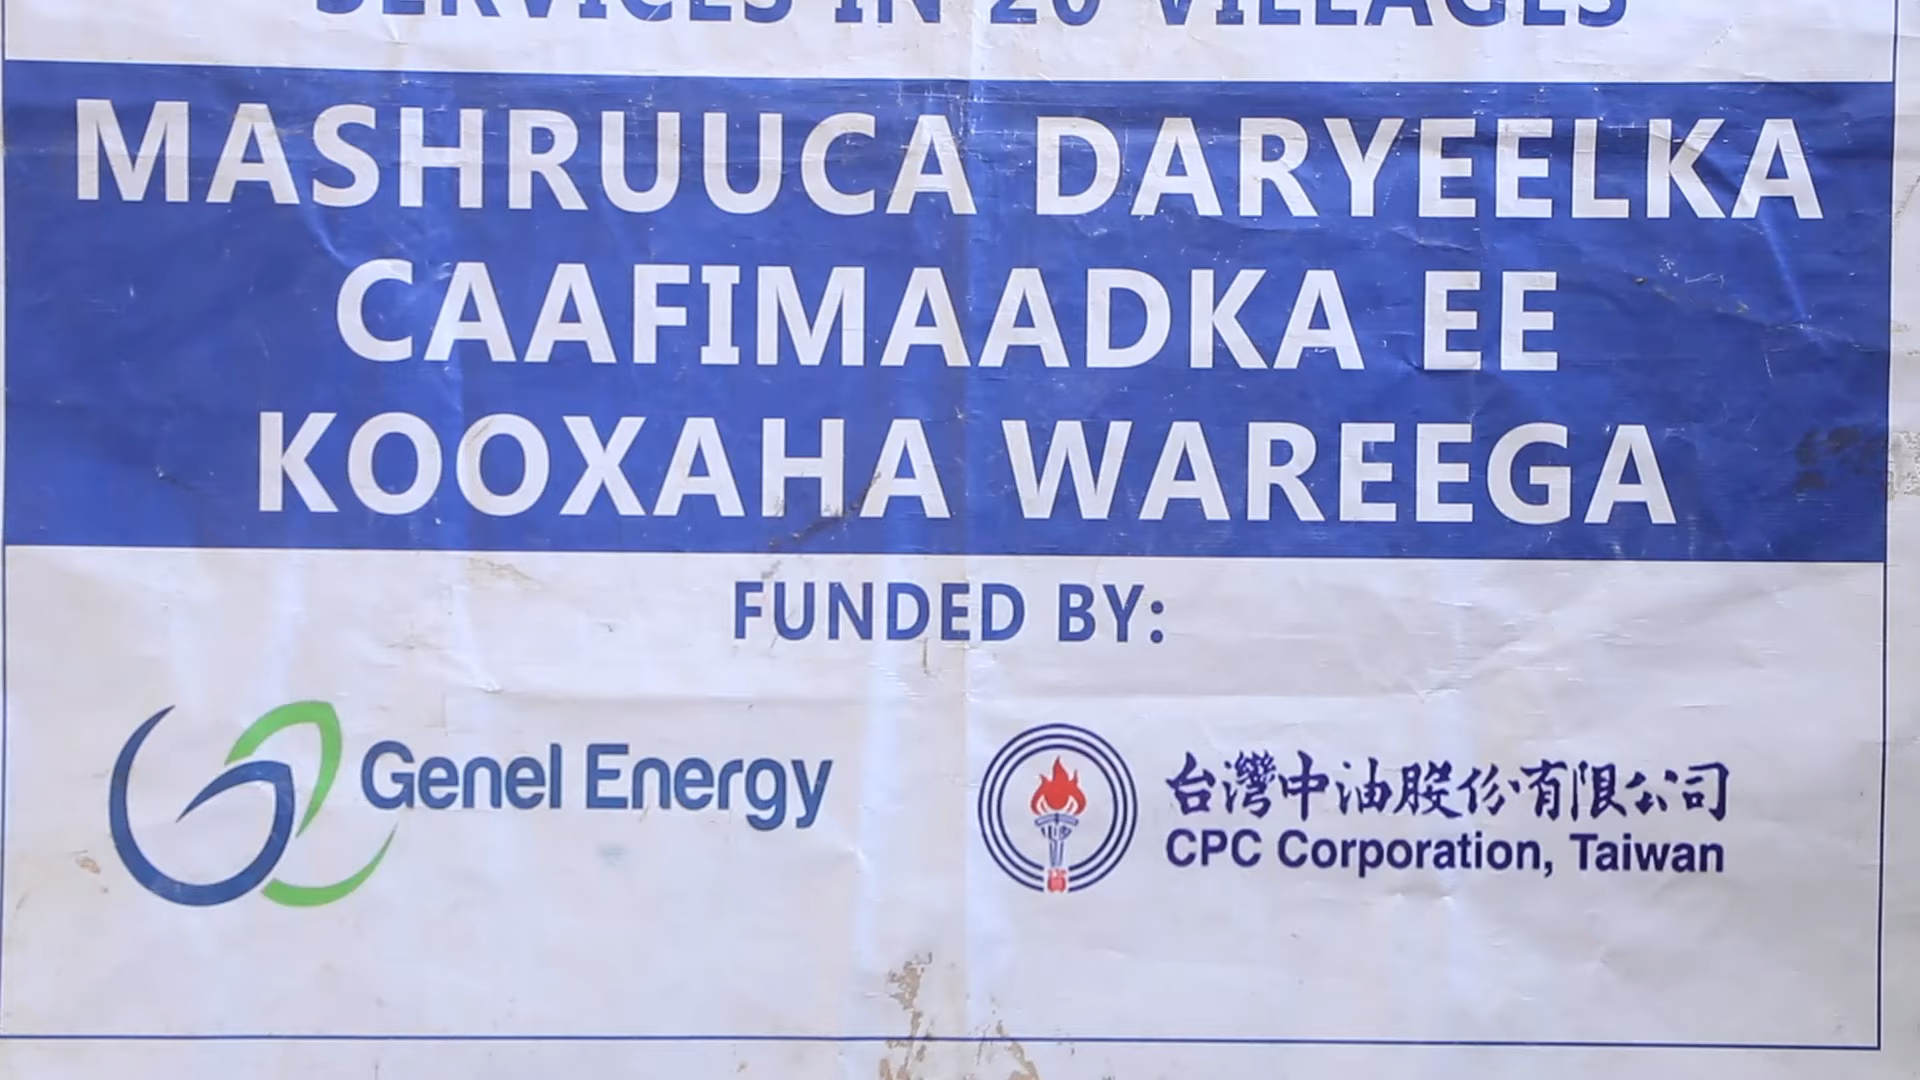 SERVICES IN 20 VILLAGES
MASHRUUCA DARYEELKA
CAAFIMAADKA EE
KOOXAHA WAREEGA
FUNDED BY:
Genel Energy
台灣中油股份有限公司
CPC Corporation, Taiwan